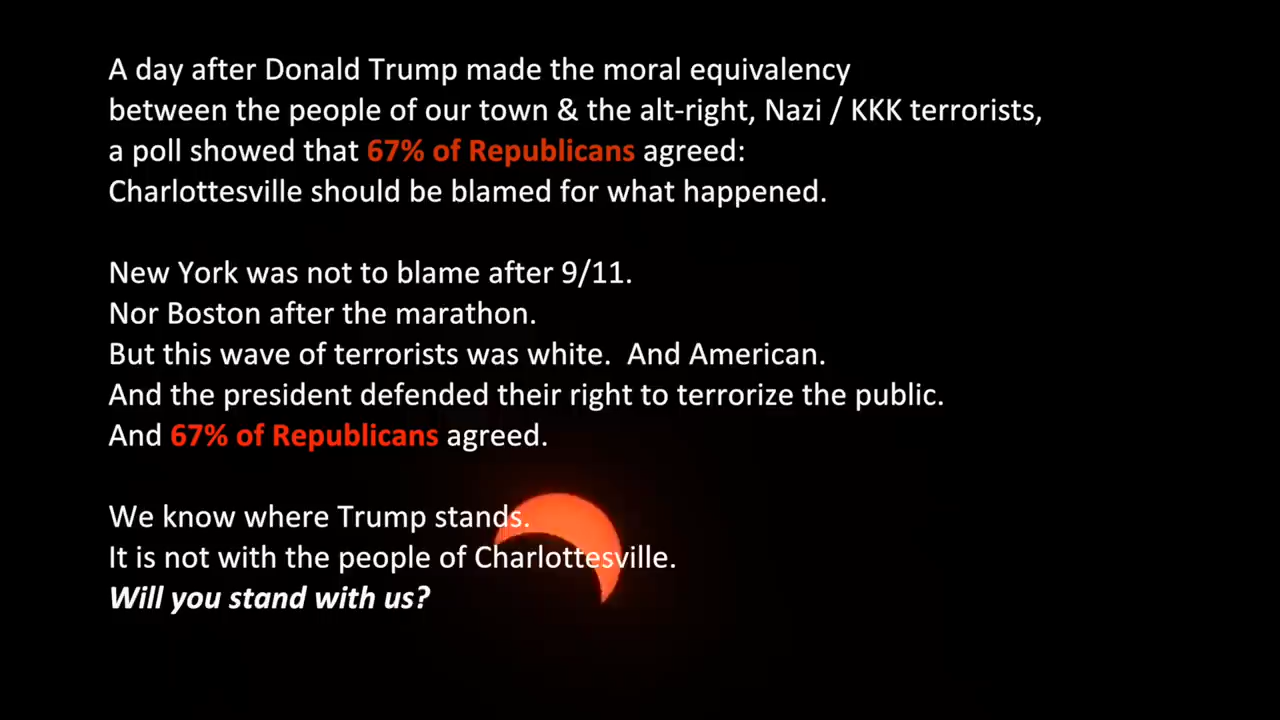 A day after Donald Trump made the moral equivalency
between the people of our town & the alt-right, Nazi / KKK terrorists,
a poll showed that 67% of Republicans agreed:
Charlottesville should be blamed for what happened.
New York was not to blame after 9/11.
Nor Boston after the marathon.
But this wave of terrorists was white.  And American.
And the president defended their right to terrorize the public.
And 67% of Republicans agreed.
We know where Trump stands.
It is not with the people of Charlottesville.
Will you stand with us?